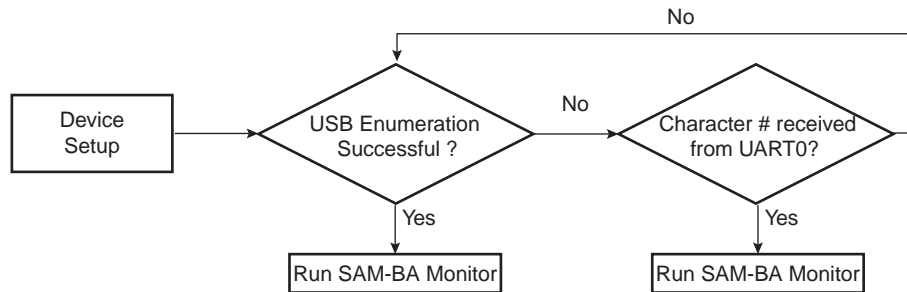 No
Device
Setup
USB Enumeration
Successful ?
No
Character # received
from UART0?
Yes
Yes
Run SAM-BA Monitor
Run SAM-BA Monitor